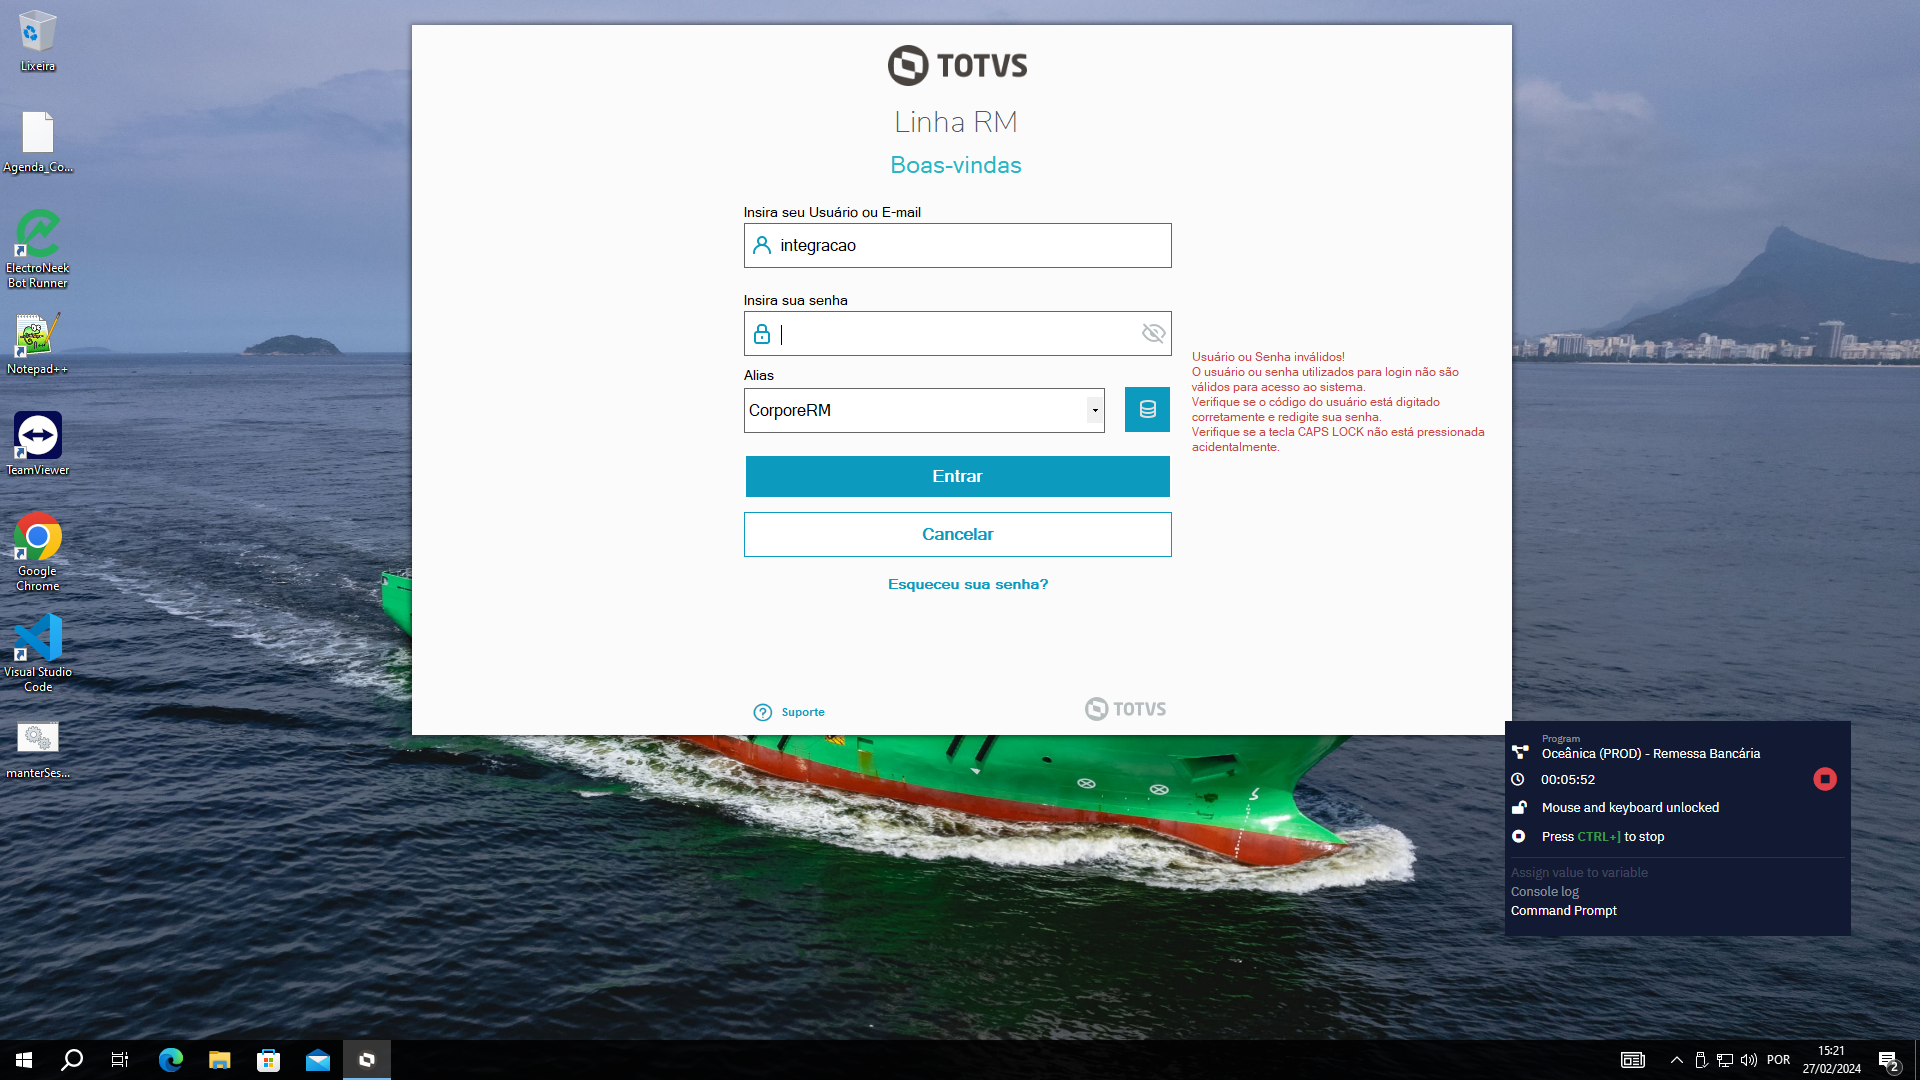 Lixeira
Agenda_Co...
ElectroNeek
Bot Runner
Notepad++
TeamViewer
Google
Chrome
Visual Studio
Code
manterSes...
TOTVS
Linha RM
Boas-vindas
Insira seu Usuário ou E-mail
integracao
Insira sua senha
Alias
CorporeRM
Usuário ou Senha inválidos!
O usuário ou senha utilizados para login não são
válidos para acesso ao sistema.
Verifique se o código do usuário está digitado
corretamente e redigite sua senha.
Verifique se a tecla CAPS LOCK não está pressionada
acidentalmente.
Entrar
Cancelar
Esqueceu sua senha?
Suporte
TOTVS
Program
Oceânica (PROD) - Remessa Bancária
00:05:52
Mouse and keyboard unlocked
Press CTRL+] to stop
Assign value to variable
Console log
Command Prompt
POR
15:21
27/02/2024
2